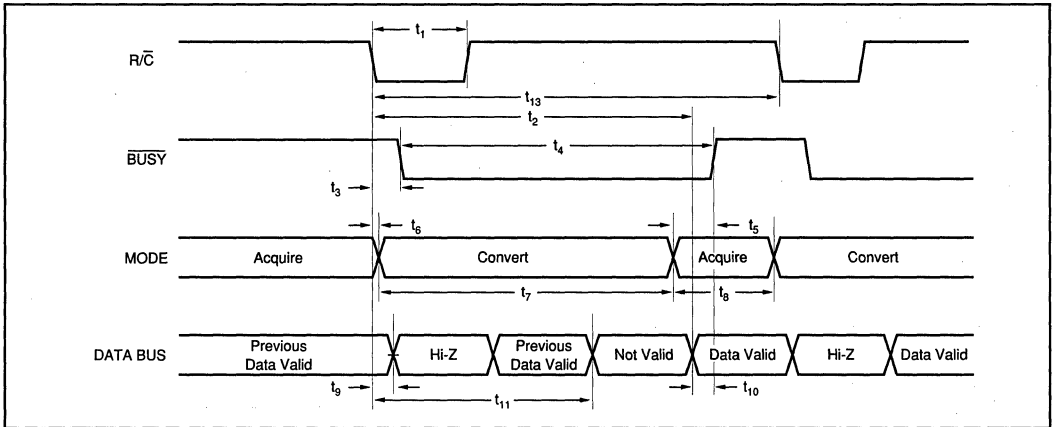 t1
R/C̅
t13
t2
B̅U̅S̅Y̅
t4
t3
t6
t5
MODE
Acquire
Convert
Acquire
Convert
t7
t8
DATA BUS
Previous
Data Valid
Hi-Z
Previous
Data Valid
Not Valid
Data Valid
Hi-Z
Data Valid
t9
t11
t10